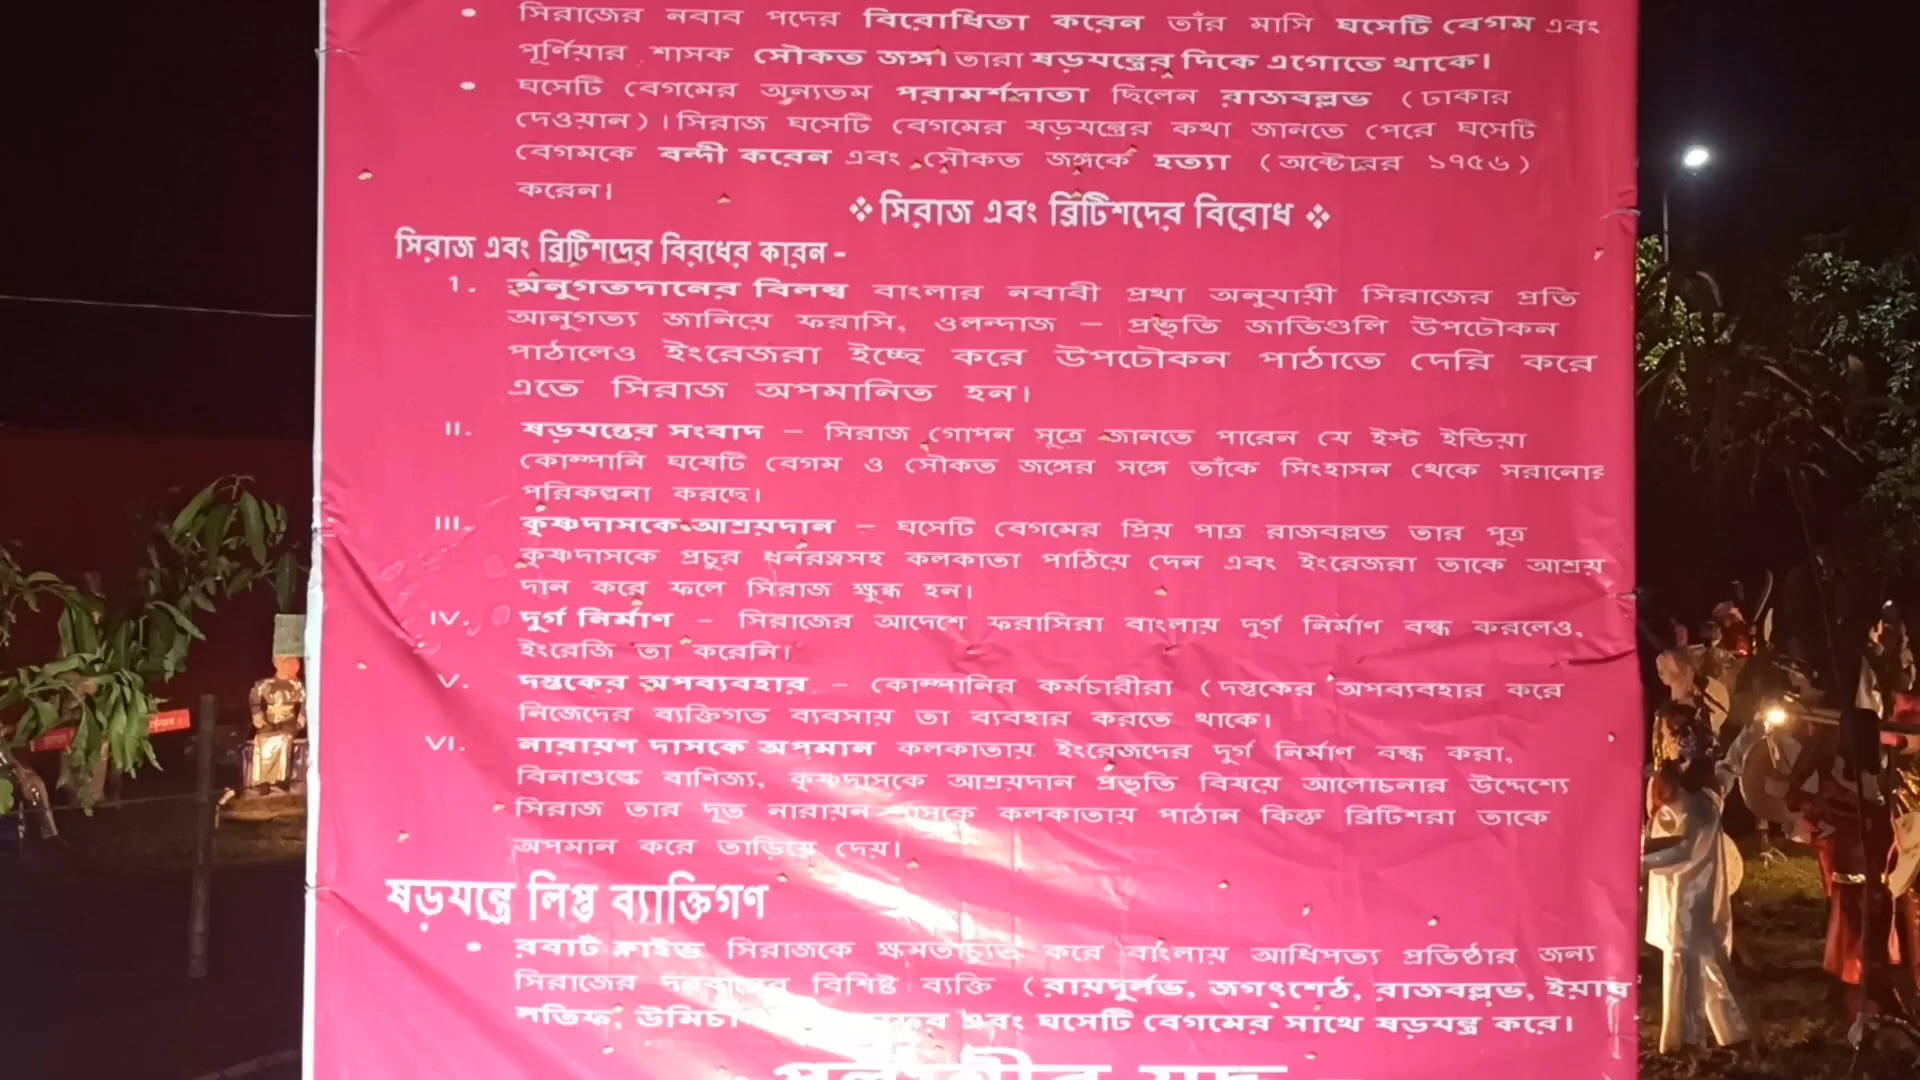 • সিরাজের নবাব পদের বিরোধিতা করেন তাঁর মাসি ঘসেটি বেগম এবং
পূর্ণিয়ার শাসক সৌকত জঙ্গ। তারা ষড়যন্ত্রের দিকে এগোতে থাকে।
• ঘসেটি বেগমের অন্যতম পরামর্শদাতা ছিলেন রাজবল্লভ (ঢাকার
দেওয়ান)। সিরাজ ঘসেটি বেগমের ষড়যন্ত্রের কথা জানতে পেরে ঘসেটি
বেগমকে বন্দী করেন এবং সৌকত জঙ্গকে হত্যা (অক্টোবর ১৭৫৬)
করেন।
❖ সিরাজ এবং ব্রিটিশদের বিরোধ ❖
সিরাজ এবং ব্রিটিশদের বিরধের কারন -
I. অনুগতদানের বিলম্ব বাংলার নবাবী প্রথা অনুযায়ী সিরাজের প্রতি
আনুগত্য জানিয়ে ফরাসি, ওলন্দাজ – প্রভৃতি জাতিগুলি উপঢৌকন
পাঠালেও ইংরেজরা ইচ্ছে করে উপঢৌকন পাঠাতে দেরি করে
এতে সিরাজ অপমানিত হন।
II. ষড়যন্ত্রের সংবাদ – সিরাজ গোপন সূত্রে জানতে পারেন যে ইস্ট ইন্ডিয়া
কোম্পানি ঘষেটি বেগম ও সৌকত জঙ্গের সঙ্গে তাঁকে সিংহাসন থেকে সরানোর
পরিকল্পনা করছে।
III. কৃষ্ণদাসকে আশ্রয়দান – ঘসেটি বেগমের প্রিয় পাত্র রাজবল্লভ তার পুত্র
কৃষ্ণদাসকে প্রচুর ধনরত্নসহ কলকাতা পাঠিয়ে দেন এবং ইংরেজরা তাকে আশ্রয়
দান করে ফলে সিরাজ ক্ষুব্ধ হন।
IV. দুর্গ নির্মাণ – সিরাজের আদেশে ফরাসিরা বাংলায় দুর্গ নির্মাণ বন্ধ করলেও,
ইংরেজি তা করেনি।
V. দস্তকের অপব্যবহার – কোম্পানির কর্মচারীরা (দস্তকের অপব্যবহার করে
নিজেদের ব্যক্তিগত ব্যবসায় তা ব্যবহার করতে থাকে।
VI. নারায়ণ দাসকে অপমান কলকাতায় ইংরেজদের দুর্গ নির্মাণ বন্ধ করা,
বিনাশুল্কে বাণিজ্য, কৃষ্ণদাসকে আশ্রয়দান প্রভৃতি বিষয়ে আলোচনার উদ্দেশ্যে
সিরাজ তার দূত নারায়ন কলকাতায় পাঠান কিন্তু ব্রিটিশরা তাকে
অপমান করে তাড়িয়ে দেয়।
ষড়যন্ত্রে লিপ্ত ব্যাক্তিগণ
• রবার্ট ক্লাইভ সিরাজকে ক্ষমতাচ্যুত করে বাংলায় আধিপত্য প্রতিষ্ঠার জন্য
সিরাজের বিশিষ্ট ব্যক্তি (রায়দুর্লভ, জগৎশেঠ, রাজবল্লভ, ইয়ার
লতিফ, এবং ঘসেটি বেগমের সাথে ষড়যন্ত্র করে।